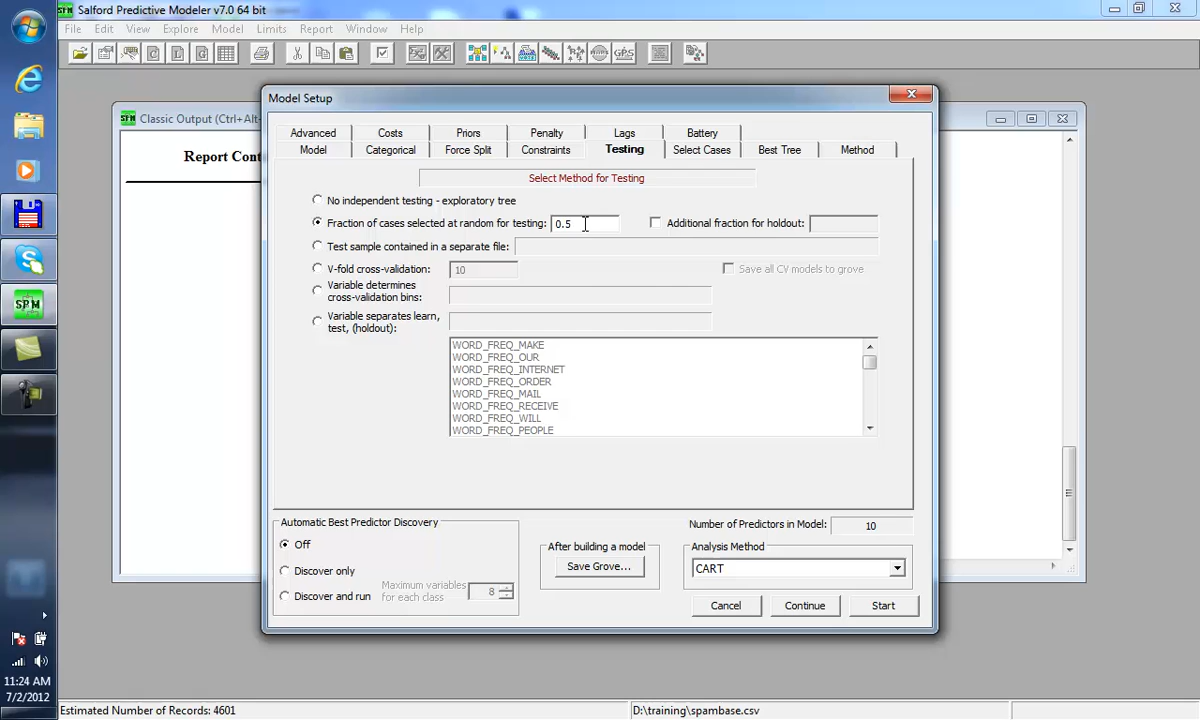 Salford Predictive Modeler v7.0 64 bit
File Edit View Explore Model Limits Report Window Help
Classic Output (Ctrl+Alt-
Report Cont
Model Setup
Advanced Costs Priors Penalty Lags Battery
Model Categorical Force Split Constraints Testing Select Cases Best Tree Method
Select Method for Testing
No independent testing - exploratory tree
Fraction of cases selected at random for testing: 0.5 Additional fraction for holdout:
Test sample contained in a separate file:
V-fold cross-validation: 10 Save all CV models to grove
Variable determines
cross-validation bins:
Variable separates learn,
test, (holdout):
WORD_FREQ_MAKE
WORD_FREQ_OUR
WORD_FREQ_INTERNET
WORD_FREQ_ORDER
WORD_FREQ_MAIL
WORD_FREQ_RECEIVE
WORD_FREQ_WILL
WORD_FREQ_PEOPLE
Automatic Best Predictor Discovery
Off
Discover only
Discover and run
Maximum variables
for each class 8
After building a model
Save Grove...
Number of Predictors in Model: 10
Analysis Method
CART
Cancel Continue Start
SPM
11:24 AM
7/2/2012
Estimated Number of Records: 4601 D:\training\spambase.csv